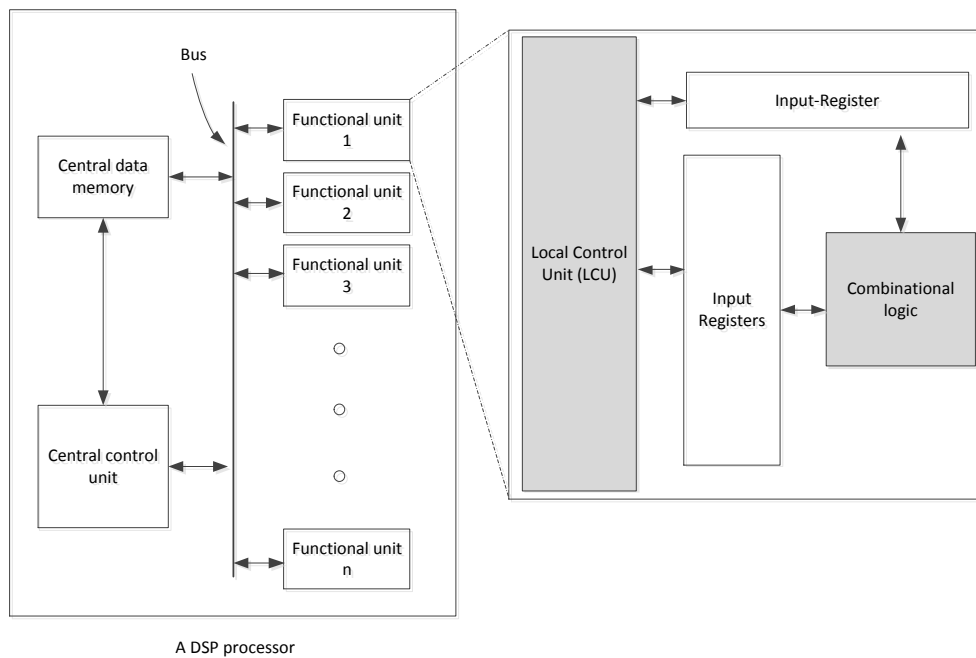 Bus
Central data
memory
Central control
unit
Functional unit
1
Functional unit
2
Functional unit
3
Functional unit
n
A DSP processor
Local Control
Unit (LCU)
Input-Register
Input
Registers
Combinational
logic